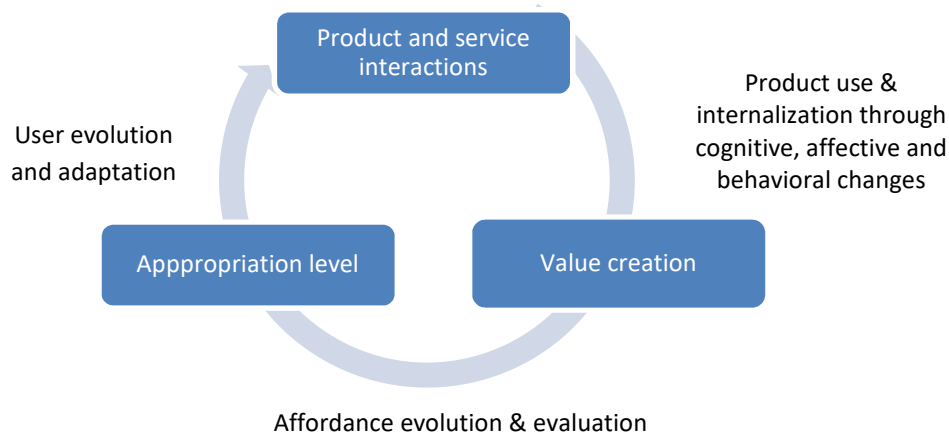 Product and service
interactions
Product use &
internalization through
cognitive, affective and
behavioral changes
User evolution
and adaptation
Apppropriation level
Value creation
Affordance evolution & evaluation